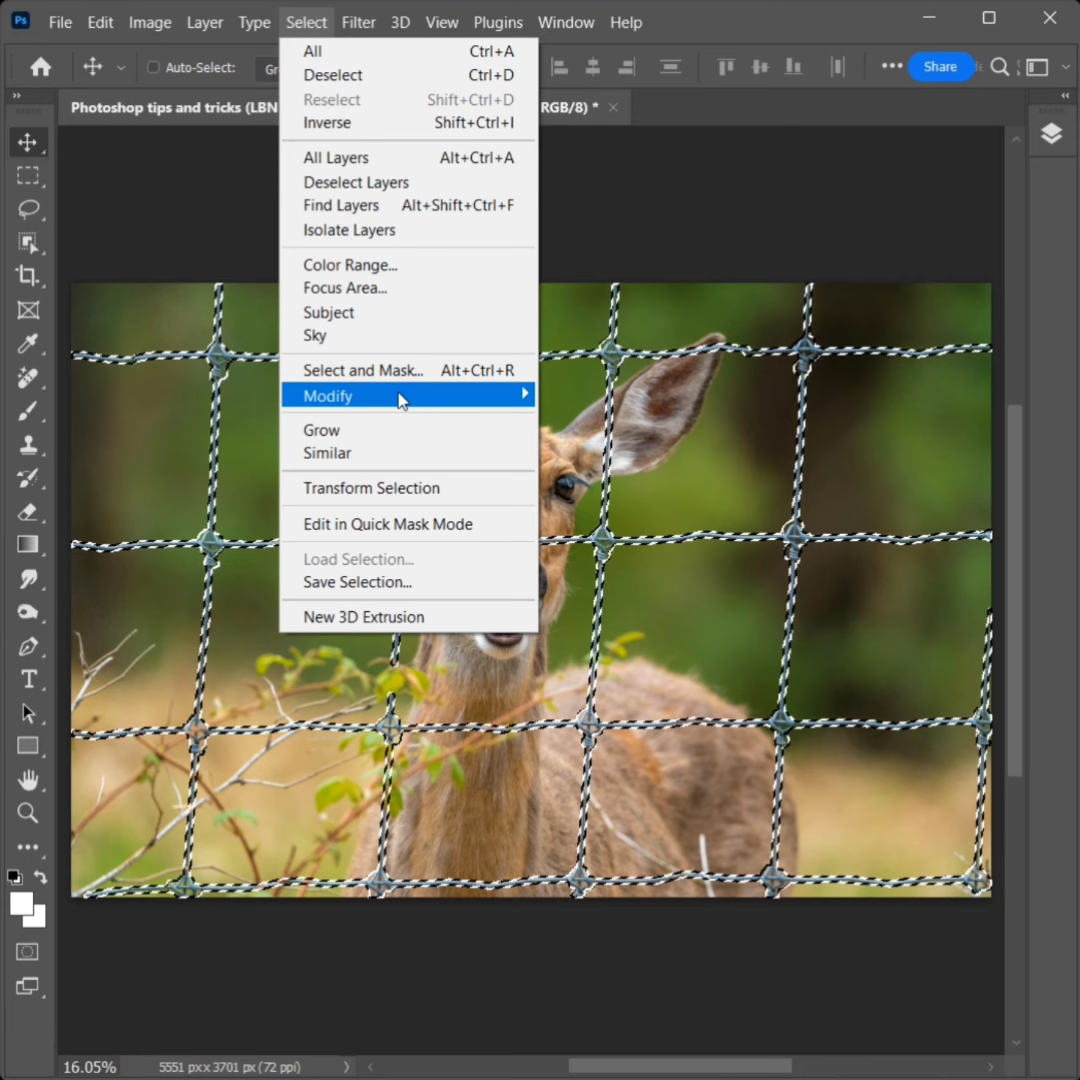 Ps File Edit Image Layer Type Select Filter 3D View Plugins Window Help
Auto-Select: Share
Photoshop tips and tricks (LBN RGB/8) *
All Ctrl+A
Deselect Ctrl+D
Reselect Shift+Ctrl+D
Inverse Shift+Ctrl+I
All Layers Alt+Ctrl+A
Deselect Layers
Find Layers Alt+Shift+Ctrl+F
Isolate Layers
Color Range...
Focus Area...
Subject
Sky
Select and Mask... Alt+Ctrl+R
Modify
Grow
Similar
Transform Selection
Edit in Quick Mask Mode
Load Selection...
Save Selection...
New 3D Extrusion
16.05% 5551 px x 3701 px (72 ppi)